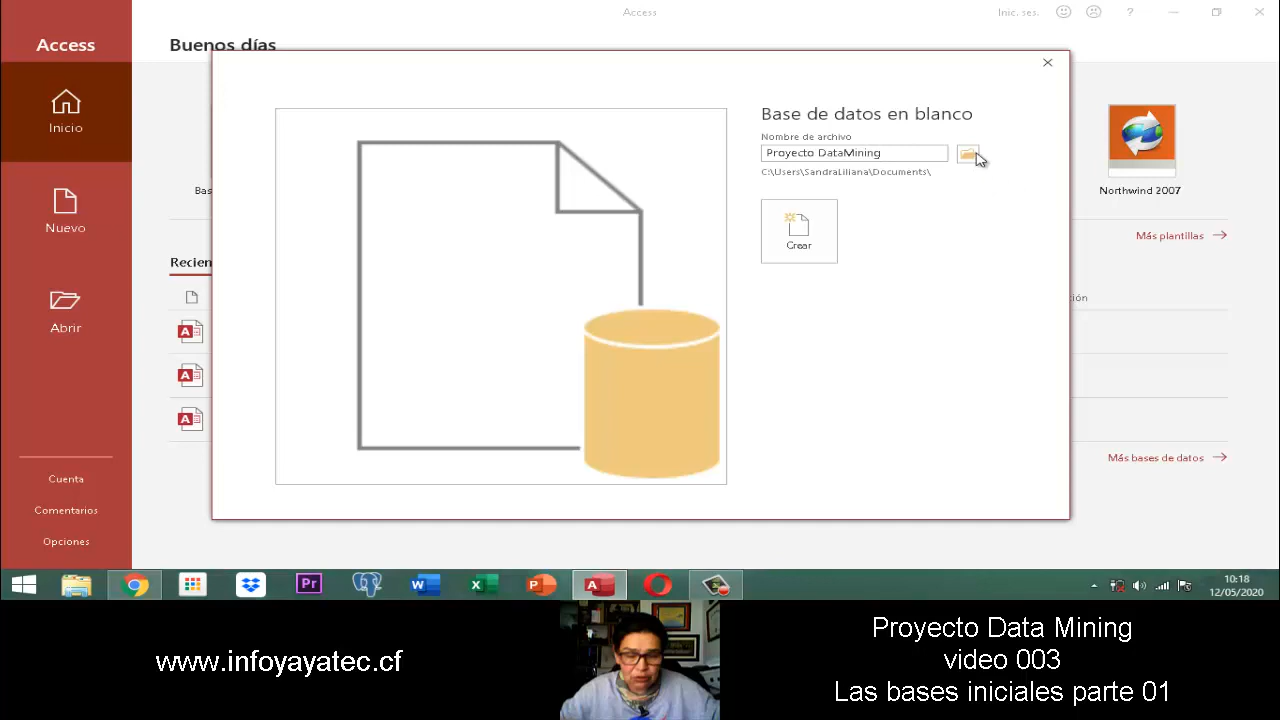 Access
Inic. ses.
?
Access
Buenos días
Inicio
Nuevo
Abrir
Cuenta
Comentarios
Opciones
Bas
Recien
Base de datos en blanco
Nombre de archivo
Proyecto DataMining
C:\Users\SandraLiliana\Documents\
Crear
Northwind 2007
Más plantillas
ción
Más bases de datos
A
A
A
Pr
W
X
P
A
10:18
12/05/2020
www.infoyayatec.cf
Proyecto Data Mining
video 003
Las bases iniciales parte 01